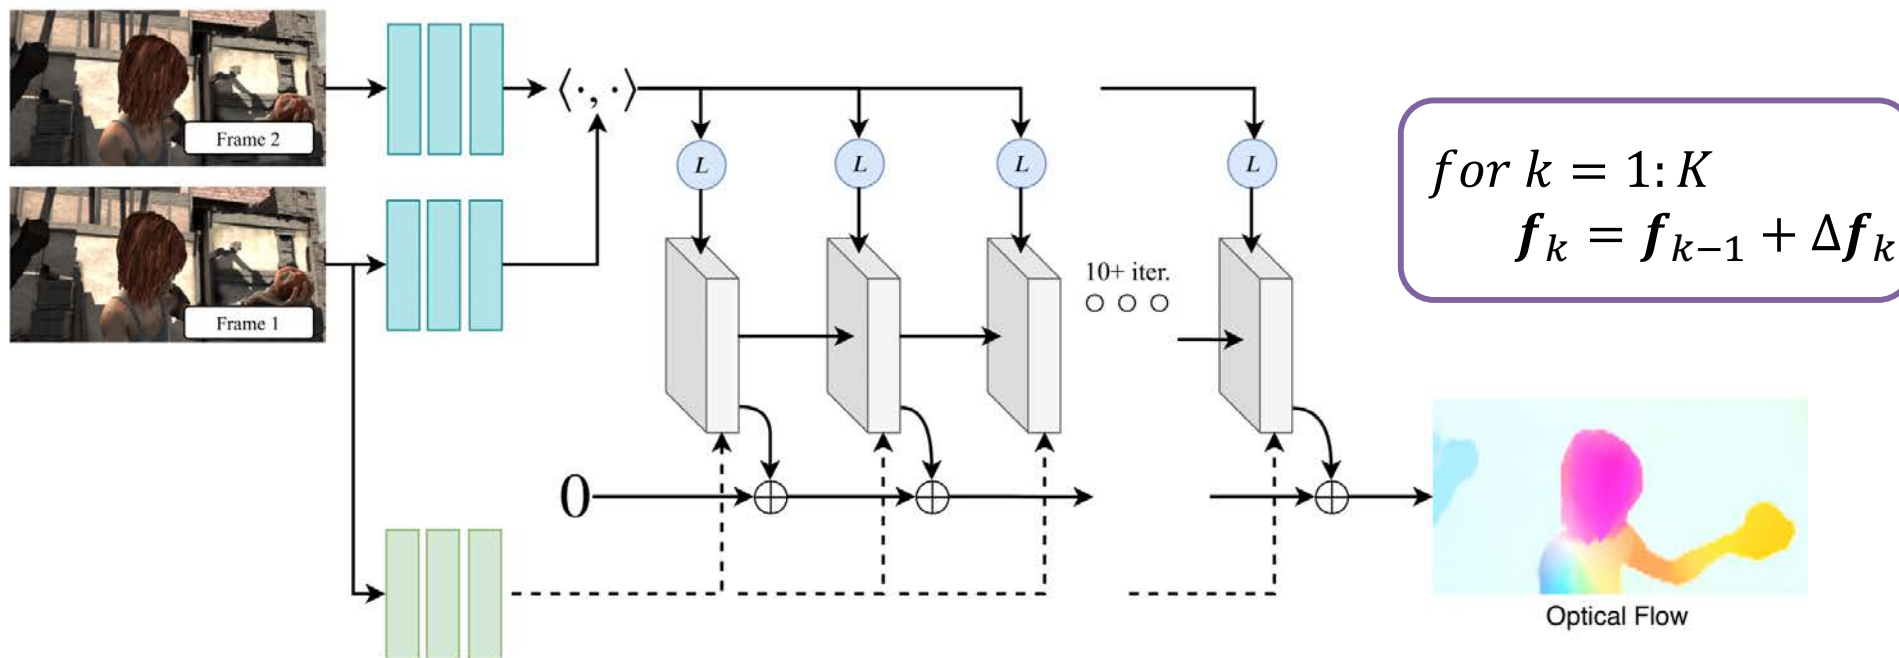 Frame 2
Frame 1
⟨·, ·⟩
L
L
L
L
10+ iter.
0
for k = 1: K
f_k = f_{k−1} + Δf_k
Optical Flow